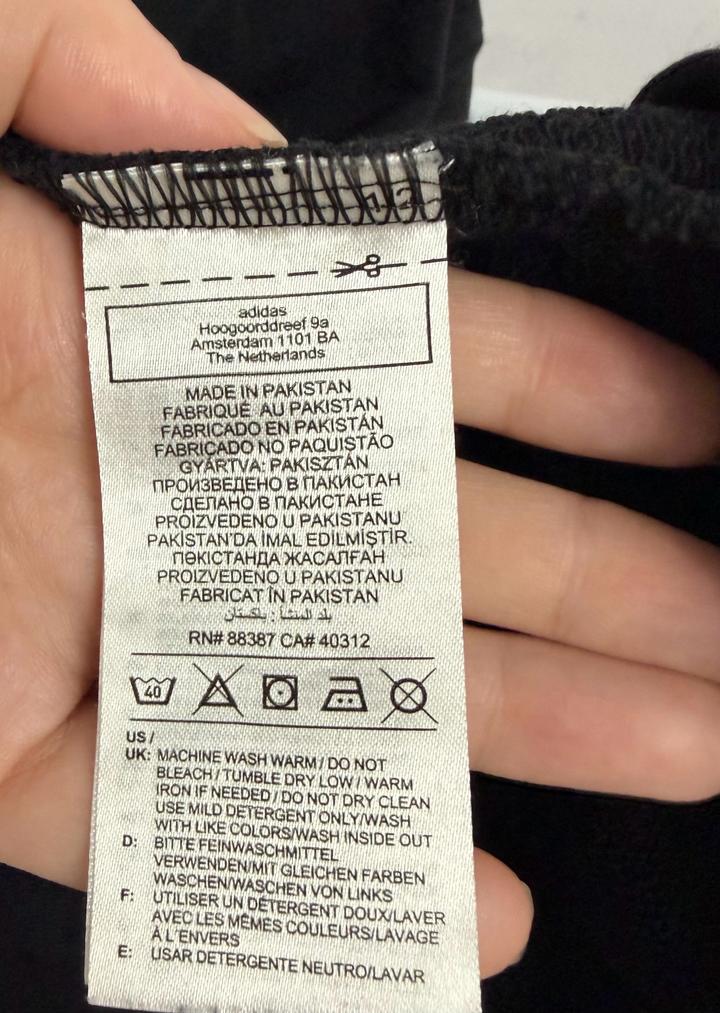 12
adidas
Hoogoorddreef 9a
Amsterdam 1101 BA
The Netherlands
MADE IN PAKISTAN
FABRIQUÉ AU PAKISTAN
FABRICADO EN PAKISTÁN
FABRICADO NO PAQUISTÃO
GYÁRTVA: PAKISZTÁN
ПРОИЗВЕДЕНО В ПАКИСТАН
СДЕЛАНО В ПАКИСТАНЕ
PROIZVEDENO U PAKISTANU
PAKİSTAN'DA İMAL EDİLMİŞTİR.
ПӘКІСТАНДА ЖАСАЛҒАН
PROIZVEDENO U PAKISTANU
FABRICAT ÎN PAKISTAN
بلد المنشأ : باكستان
RN# 88387 CA# 40312
40
US /
UK: MACHINE WASH WARM / DO NOT
BLEACH / TUMBLE DRY LOW / WARM
IRON IF NEEDED / DO NOT DRY CLEAN
USE MILD DETERGENT ONLY/WASH
WITH LIKE COLORS/WASH INSIDE OUT
D: BITTE FEINWASCHMITTEL
VERWENDEN/MIT GLEICHEN FARBEN
WASCHEN/WASCHEN VON LINKS
F: UTILISER UN DÉTERGENT DOUX/LAVER
AVEC LES MÊMES COULEURS/LAVAGE
À L'ENVERS
E: USAR DETERGENTE NEUTRO/LAVAR